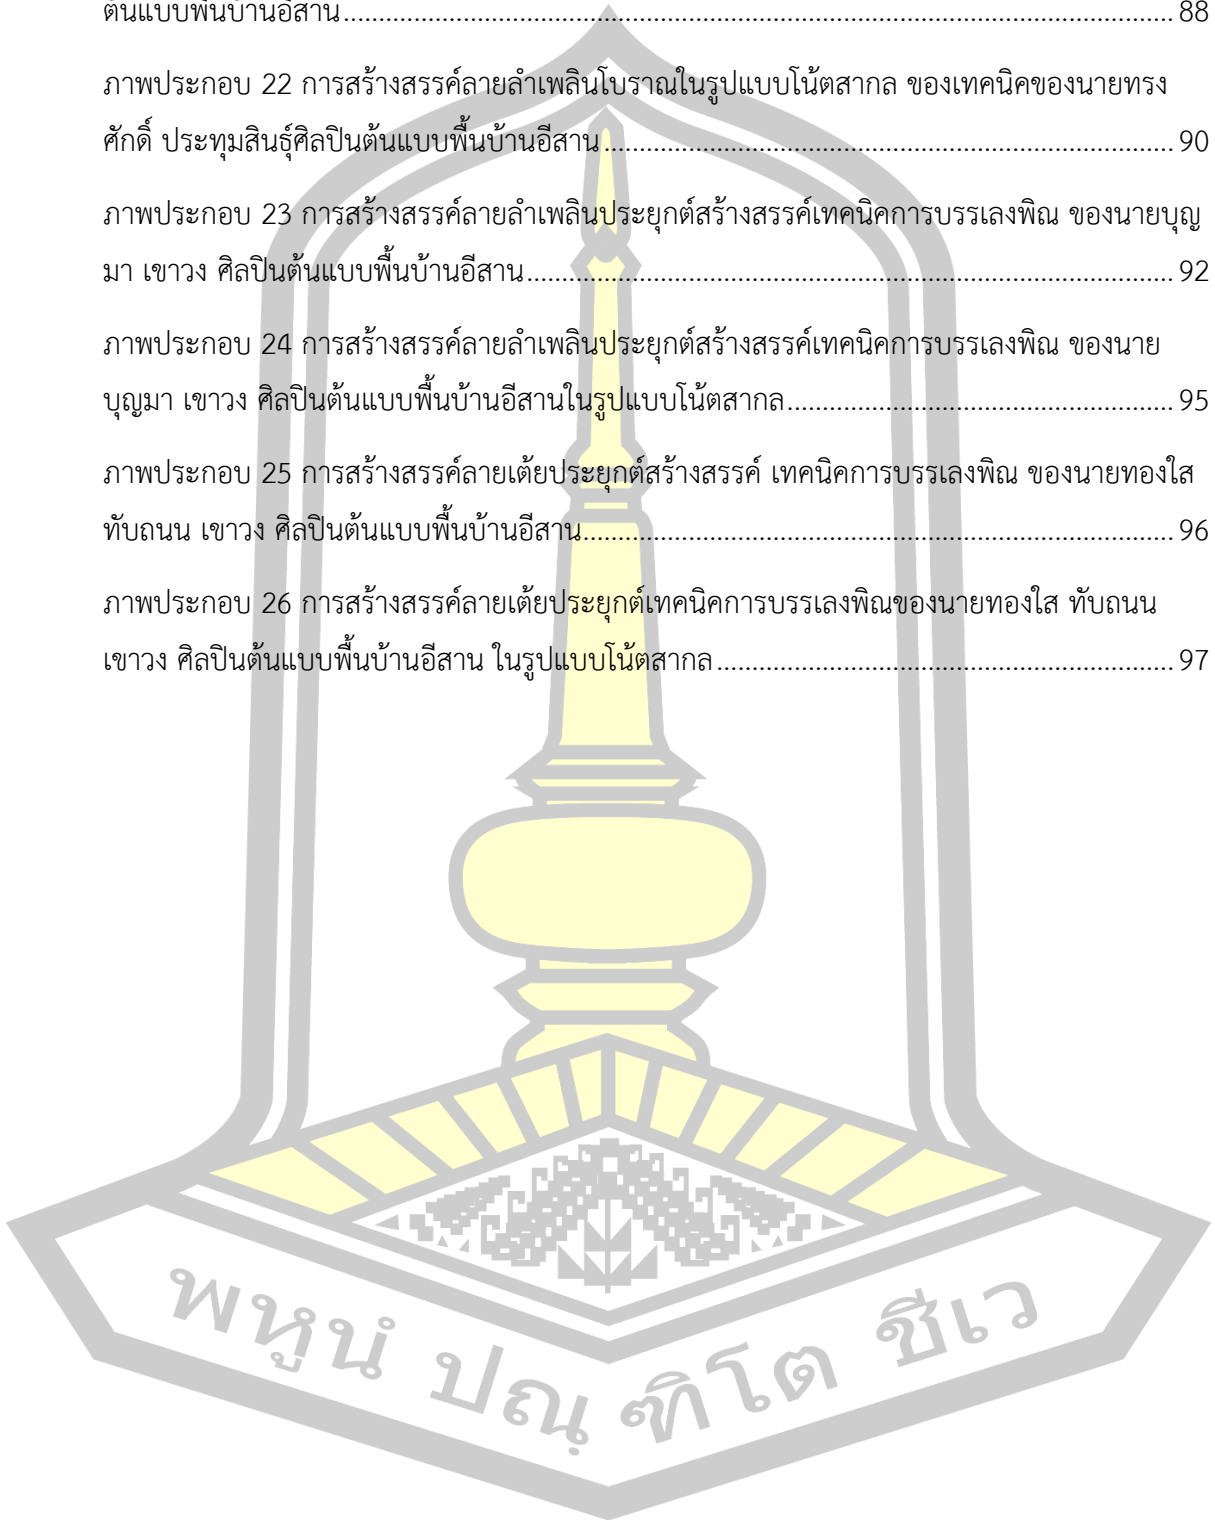 ต้นแบบพื้นบ้านอีสาน........................................................................................................................ 88
ภาพประกอบ 22 การสร้างสรรค์ลายลำเพลินโบราณในรูปแบบโน้ตสากล ของเทคนิคของนายทรง
ศักดิ์ ประทุมสินธุ์ศิลปินต้นแบบพื้นบ้านอีสาน.................................................................................. 90
ภาพประกอบ 23 การสร้างสรรค์ลายลำเพลินประยุกต์สร้างสรรค์เทคนิคการบรรเลงพิณ ของนายบุญ
มา เขาวง ศิลปินต้นแบบพื้นบ้านอีสาน............................................................................................. 92
ภาพประกอบ 24 การสร้างสรรค์ลายลำเพลินประยุกต์สร้างสรรค์เทคนิคการบรรเลงพิณ ของนาย
บุญมา เขาวง ศิลปินต้นแบบพื้นบ้านอีสานในรูปแบบโน้ตสากล........................................................ 95
ภาพประกอบ 25 การสร้างสรรค์ลายเต้ยประยุกต์สร้างสรรค์ เทคนิคการบรรเลงพิณ ของนายทองใส
ทับถนน เขาวง ศิลปินต้นแบบพื้นบ้านอีสาน..................................................................................... 96
ภาพประกอบ 26 การสร้างสรรค์ลายเต้ยประยุกต์เทคนิคการบรรเลงพิณของนายทองใส ทับถนน
เขาวง ศิลปินต้นแบบพื้นบ้านอีสาน ในรูปแบบโน้ตสากล.................................................................. 97
พหูนํ ปณฺฑิโต ชีเว